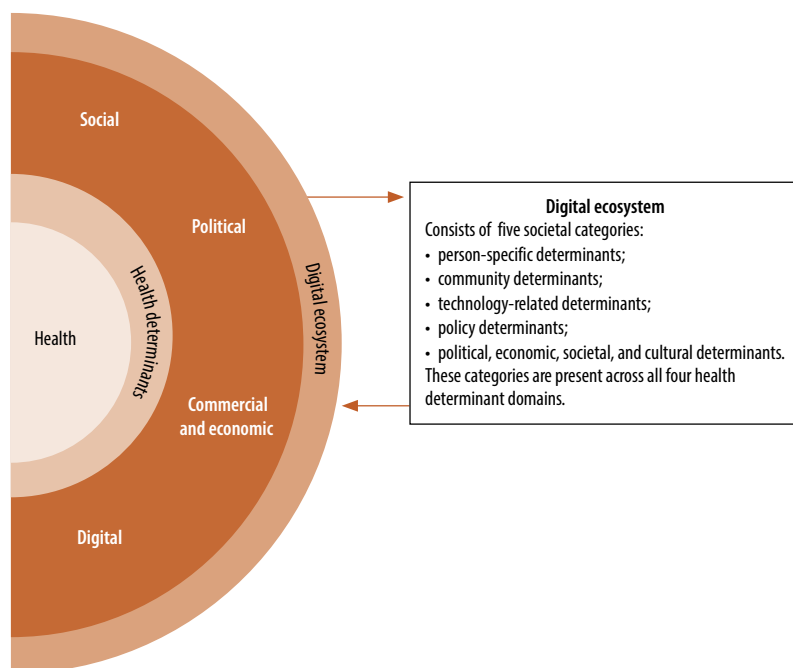 Social
Political
Digital ecosystem
Health determinants
Health
Commercial
and economic
Digital
Digital ecosystem
Consists of five societal categories:
• person-specific determinants;
• community determinants;
• technology-related determinants;
• policy determinants;
• political, economic, societal, and cultural determinants.
These categories are present across all four health
determinant domains.